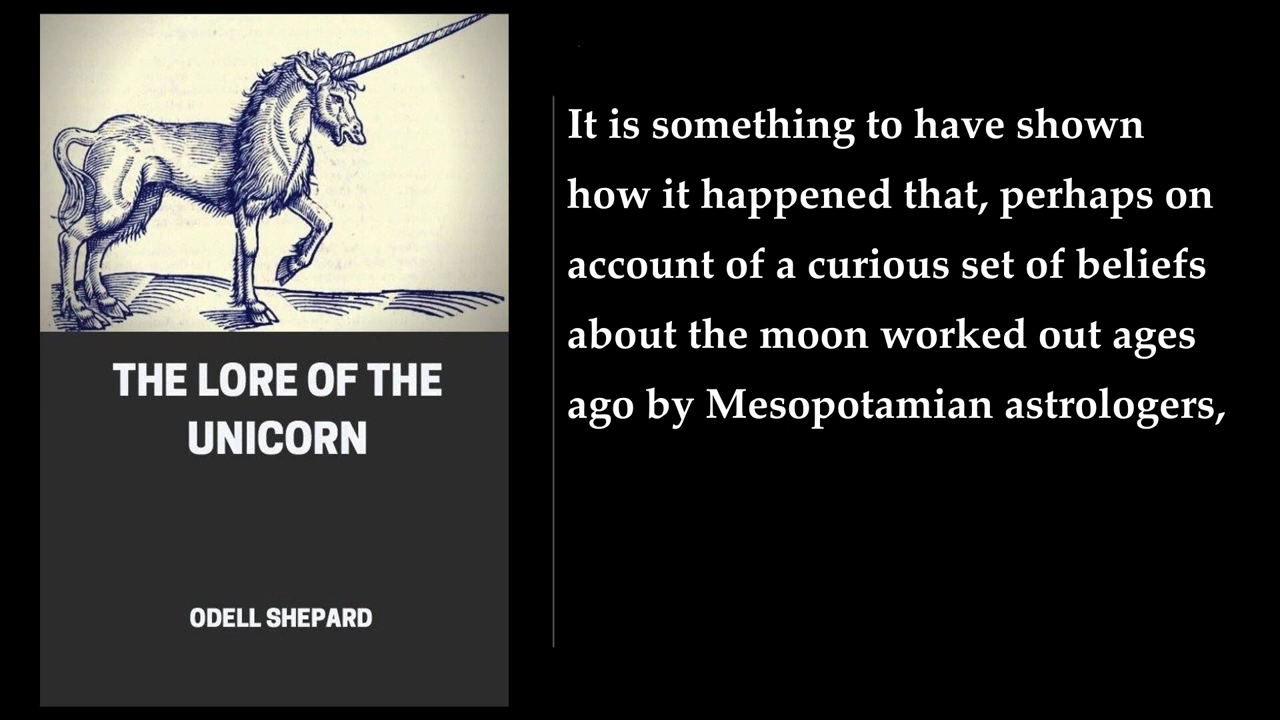 THE LORE OF THE
UNICORN
ODELL SHEPARD
It is something to have shown
how it happened that, perhaps on
account of a curious set of beliefs
about the moon worked out ages
ago by Mesopotamian astrologers,